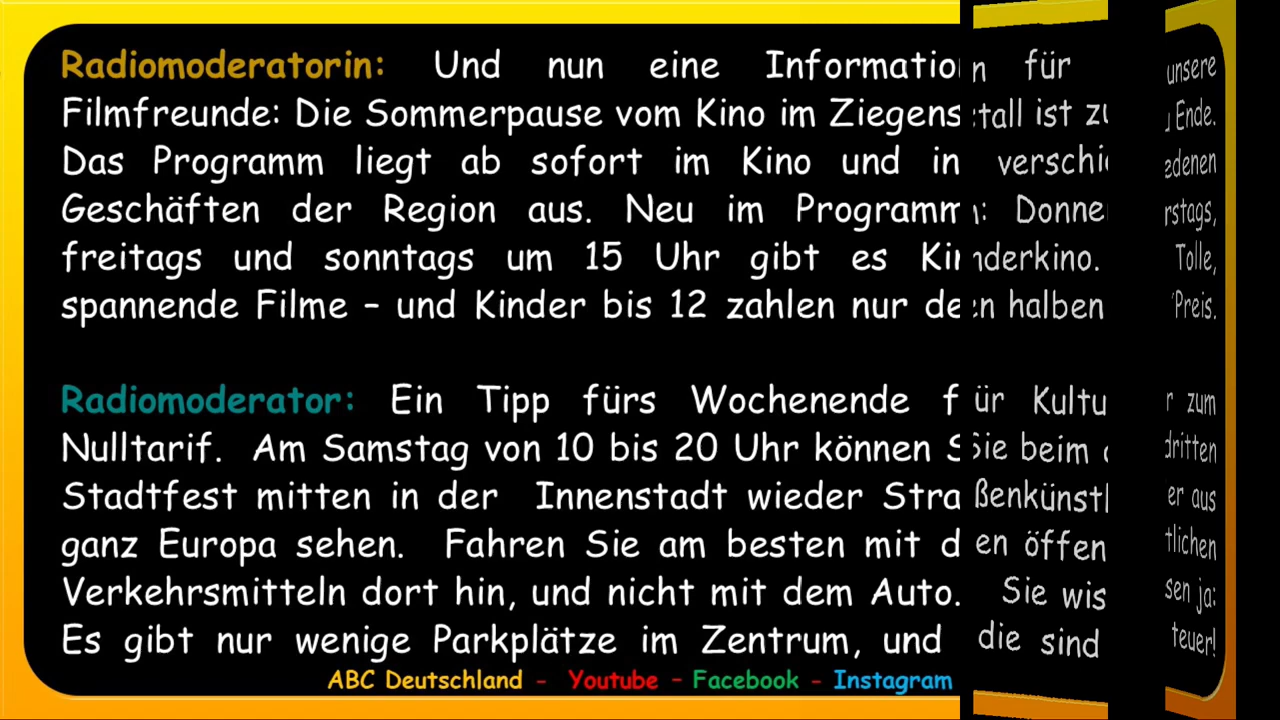 Radiomoderatorin: Und nun eine Information für unsere
Filmfreunde: Die Sommerpause vom Kino im Ziegenstall ist zu Ende.
Das Programm liegt ab sofort im Kino und in verschiedenen
Geschäften der Region aus. Neu im Programm: Donnerstags,
freitags und sonntags um 15 Uhr gibt es Kinderkino. Tolle,
spannende Filme – und Kinder bis 12 zahlen nur den halben Preis.
Radiomoderator: Ein Tipp fürs Wochenende für Kultur zum
Nulltarif. Am Samstag von 10 bis 20 Uhr können Sie beim dritten
Stadtfest mitten in der Innenstadt wieder Straßenkünstler aus
ganz Europa sehen. Fahren Sie am besten mit den öffentlichen
Verkehrsmitteln dort hin, und nicht mit dem Auto. Sie wissen ja:
Es gibt nur wenige Parkplätze im Zentrum, und die sind teuer!
ABC Deutschland - Youtube - Facebook - Instagram